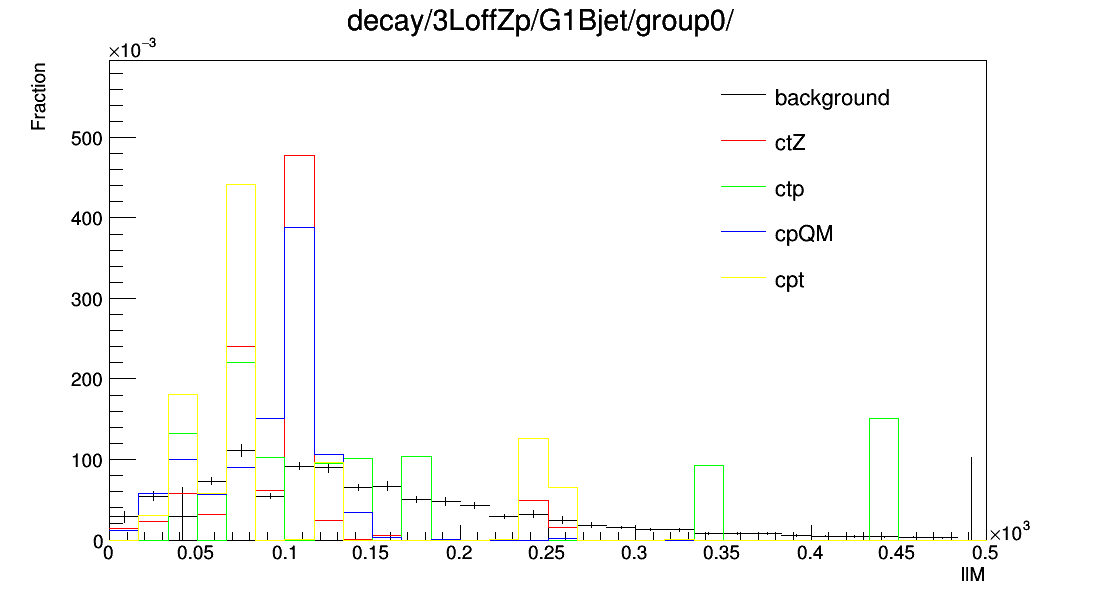 decay/3LoffZp/G1Bjet/group0/
×10⁻³
Fraction
500
400
300
200
100
0
background
ctZ
ctp
cpQM
cpt
0 0.05 0.1 0.15 0.2 0.25 0.3 0.35 0.4 0.45 0.5
×10³
llM